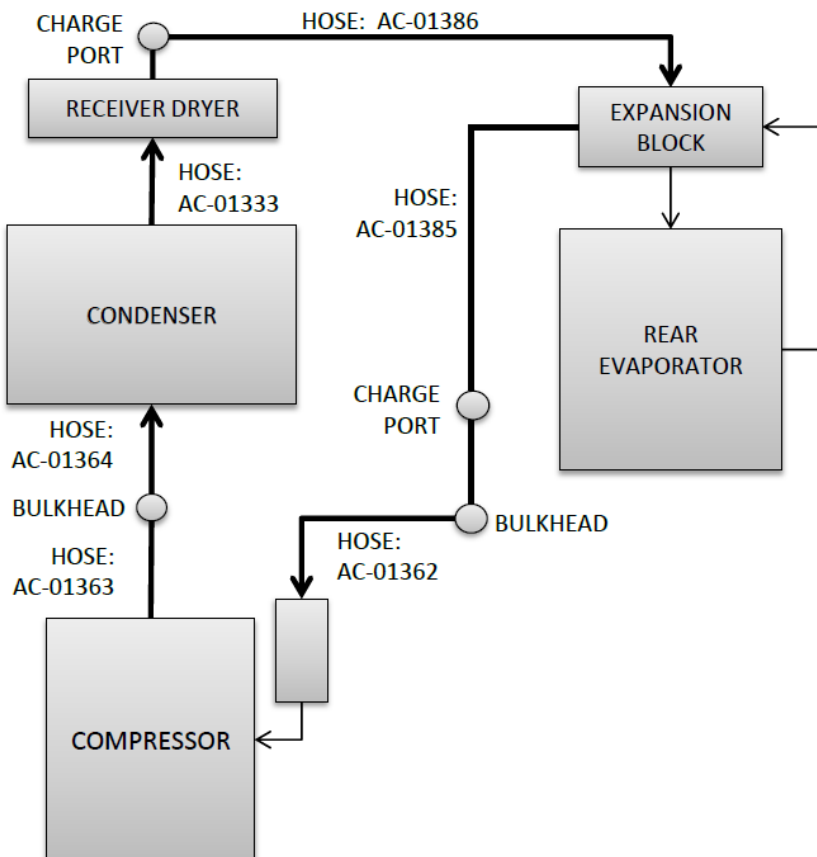 CHARGE
PORT
HOSE:  AC-01386
RECEIVER DRYER
EXPANSION
BLOCK
HOSE:
AC-01333
HOSE:
AC-01385
CONDENSER
REAR
EVAPORATOR
CHARGE
PORT
HOSE:
AC-01364
BULKHEAD
BULKHEAD
HOSE:
AC-01362
HOSE:
AC-01363
COMPRESSOR